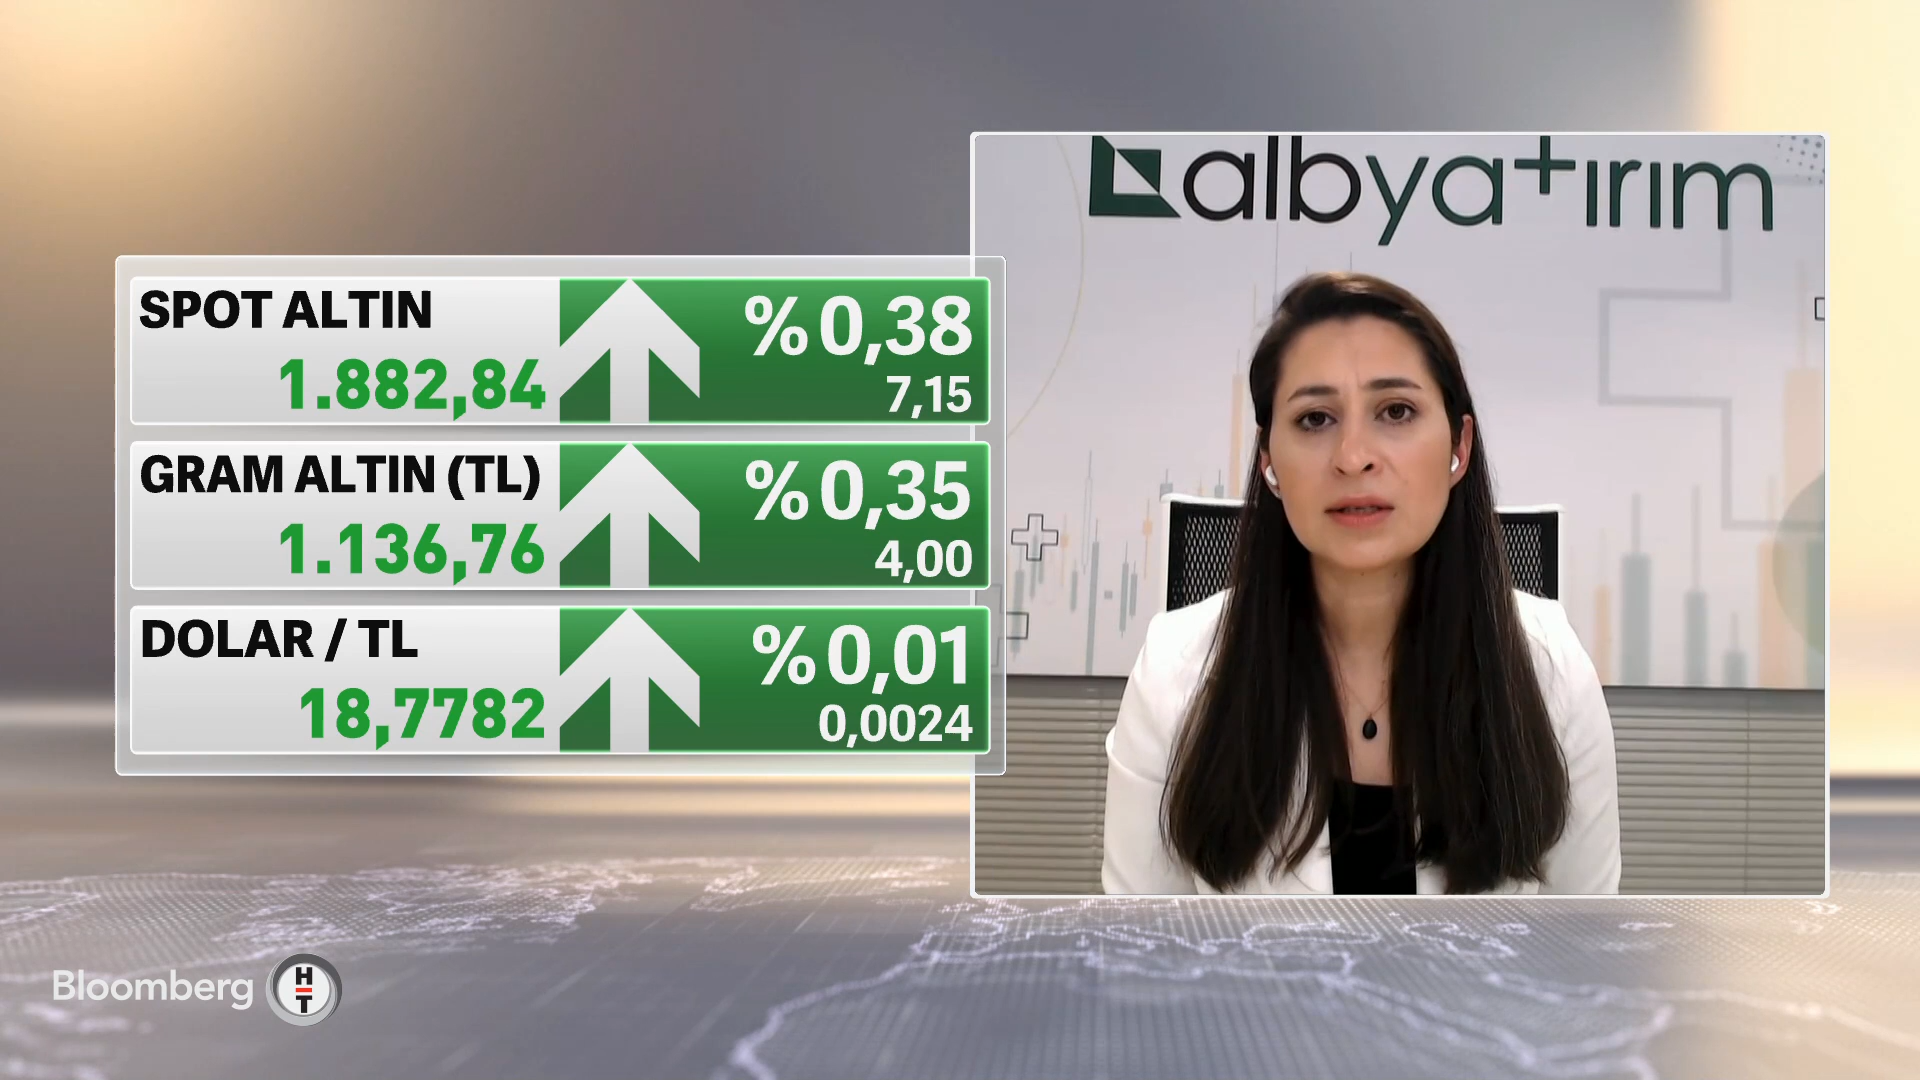 albyatırım
SPOT ALTIN
1.882,84
%0,38
7,15
GRAM ALTIN (TL)
1.136,76
%0,35
4,00
DOLAR / TL
18,7782
%0,01
0,0024
Bloomberg HT